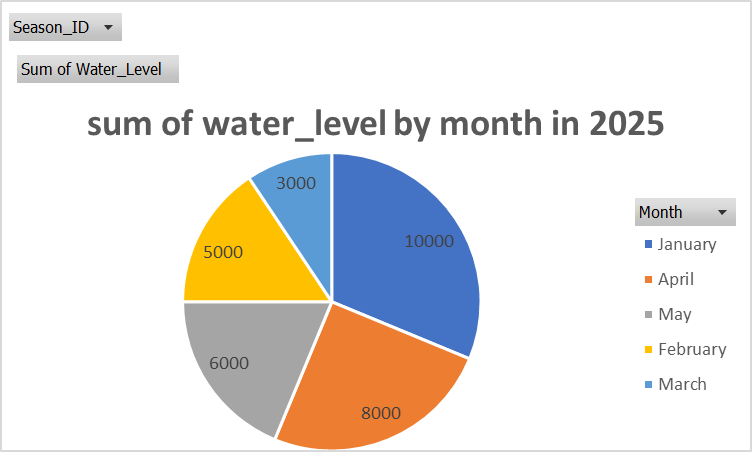 Season_ID
Sum of Water_Level
sum of water_level by month in 2025
3000
10000
5000
6000
8000
Month
January
April
May
February
March